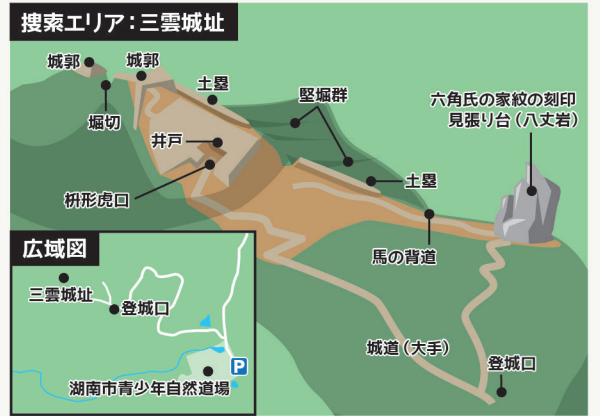 捜索エリア：三雲城址
城郭
城郭
土塁
堀切
竪堀群
六角氏の家紋の刻印
見張り台（八丈岩）
井戸
土塁
枡形虎口
馬の背道
広域図
三雲城址
登城口
P
湖南市青少年自然道場
城道（大手）
登城口